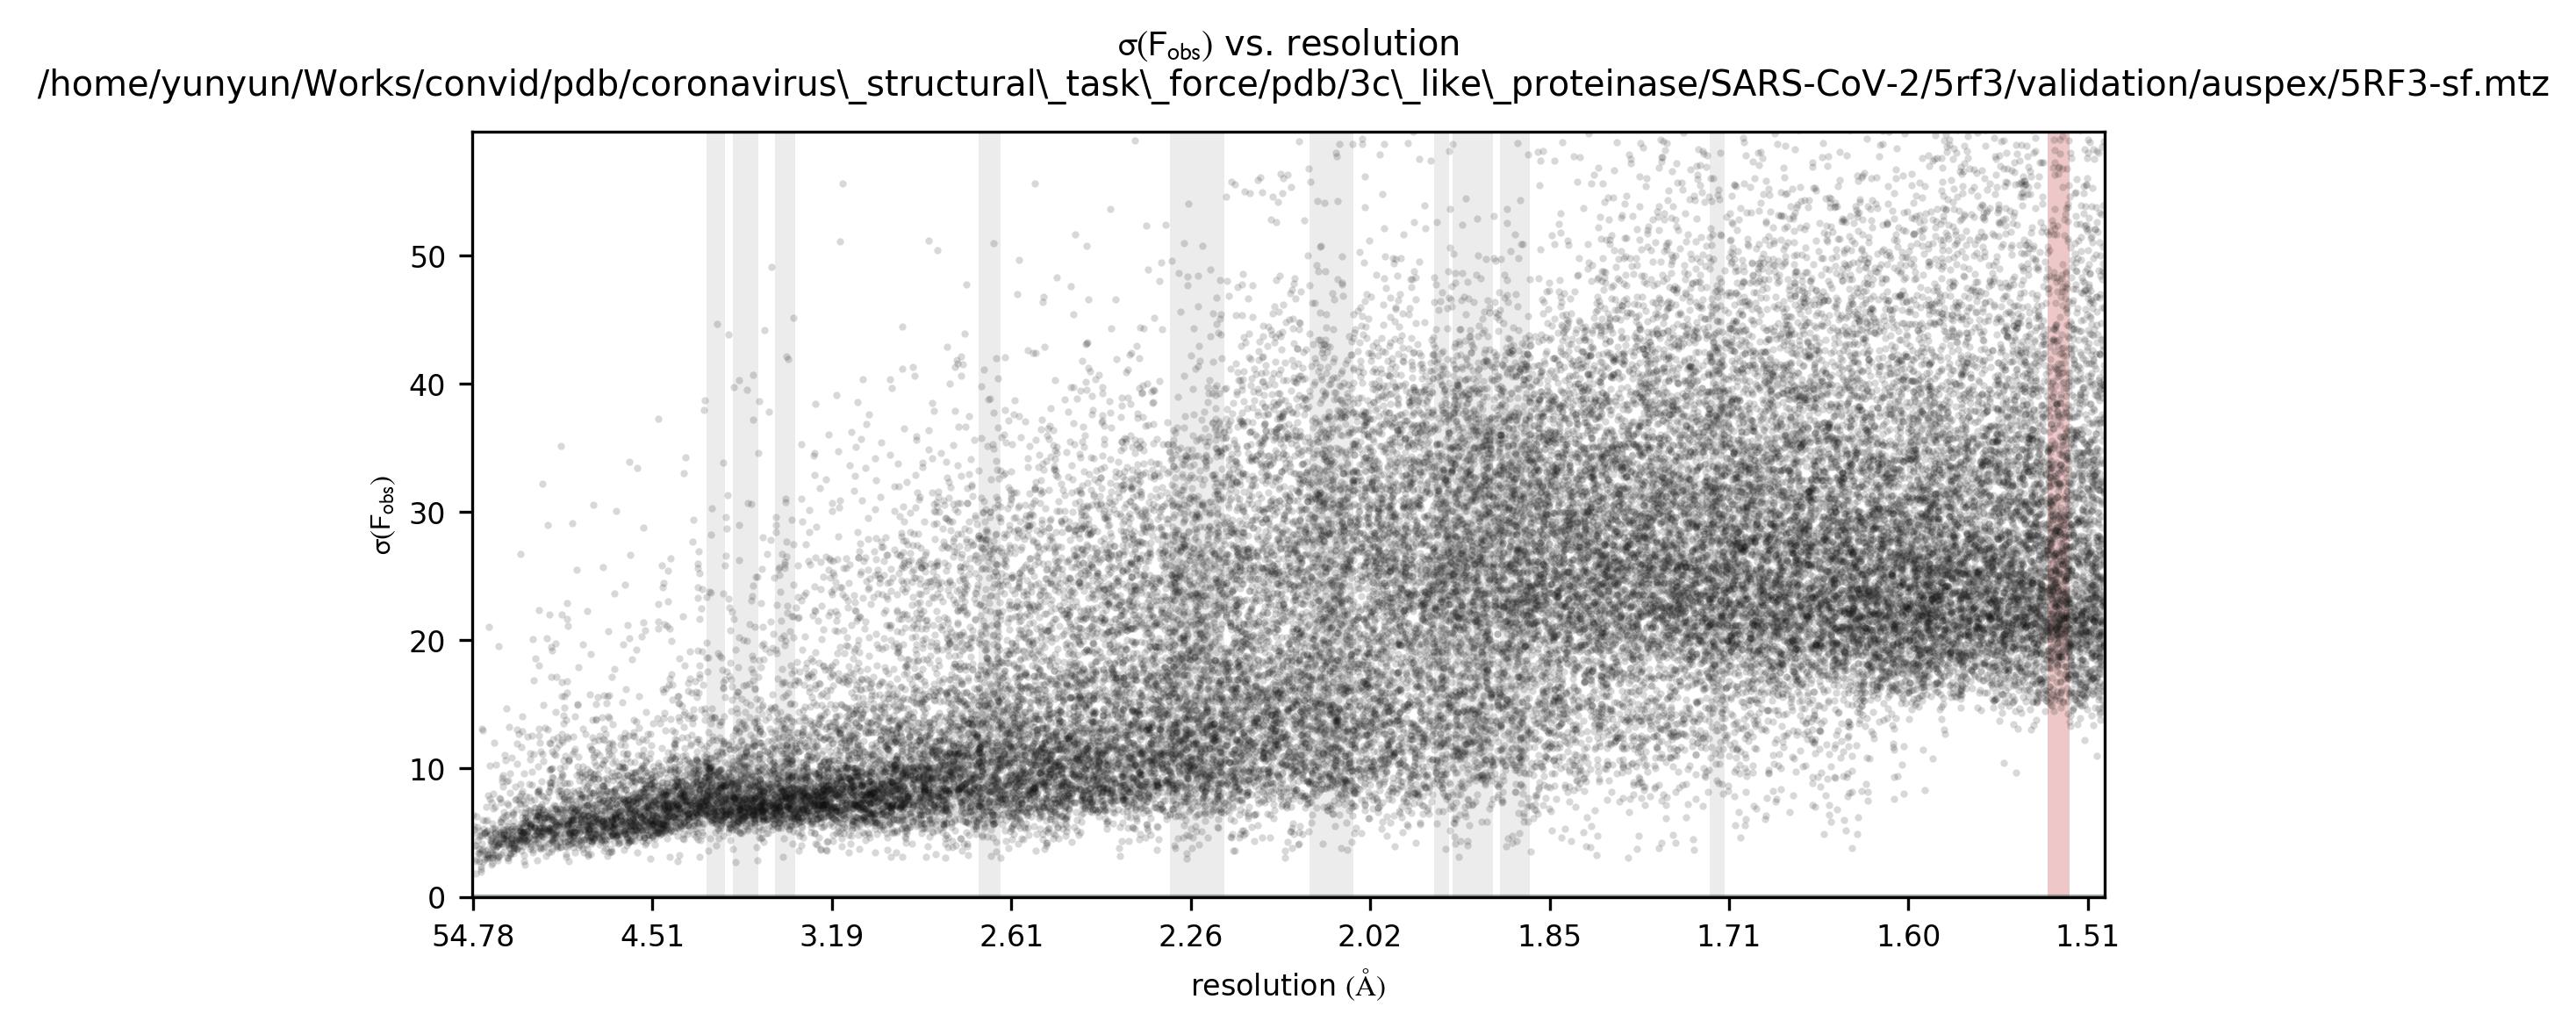 σ(Fobs) vs. resolution
/home/yunyun/Works/convid/pdb/coronavirus\_structural\_task\_force/pdb/3c\_like\_proteinase/SARS-CoV-2/5rf3/validation/auspex/5RF3-sf.mtz
50
40
30
20
10
0
σ(Fobs)
54.78 4.51 3.19 2.61 2.26 2.02 1.85 1.71 1.60 1.51
resolution (Å)